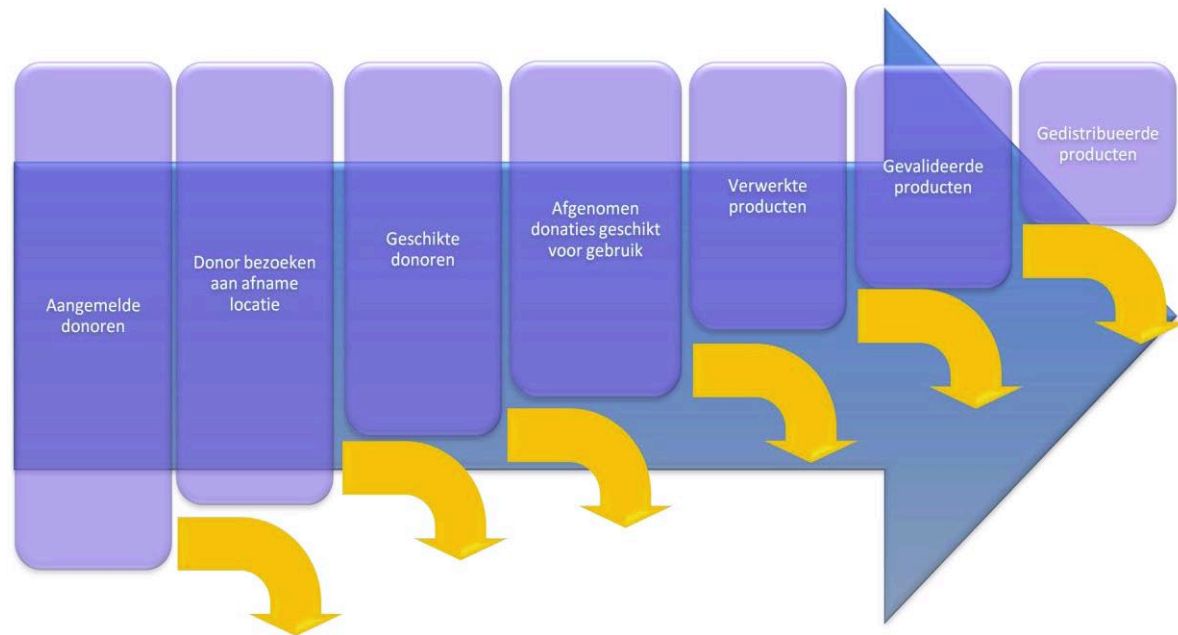 Aangemelde
donoren
Donor bezoeken
aan afname
locatie
Geschikte
donoren
Afgenomen
donaties geschikt
voor gebruik
Verwerkte
producten
Gevalideerde
producten
Gedistribueerde
producten